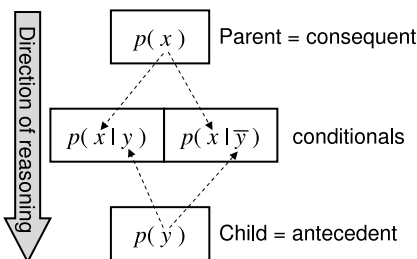 Direction of reasoning
p( x ) Parent = consequent
p( x | y ) p( x | y̅ ) conditionals
p( y ) Child = antecedent